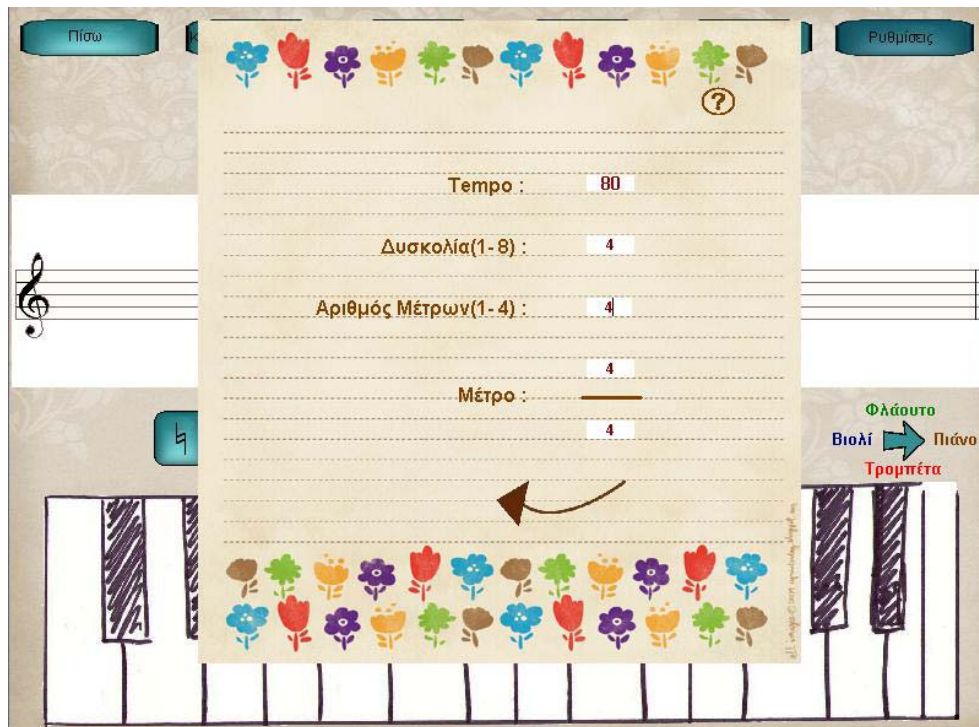 Πίσω
Κ
Ρυθμίσεις
?
Tempo : 80
Δυσκολία(1-8) : 4
Αριθμός Μέτρων(1-4) : 4
4
Μέτρο :
4
Φλάουτο
Βιολί Πιάνο
Τρομπέτα